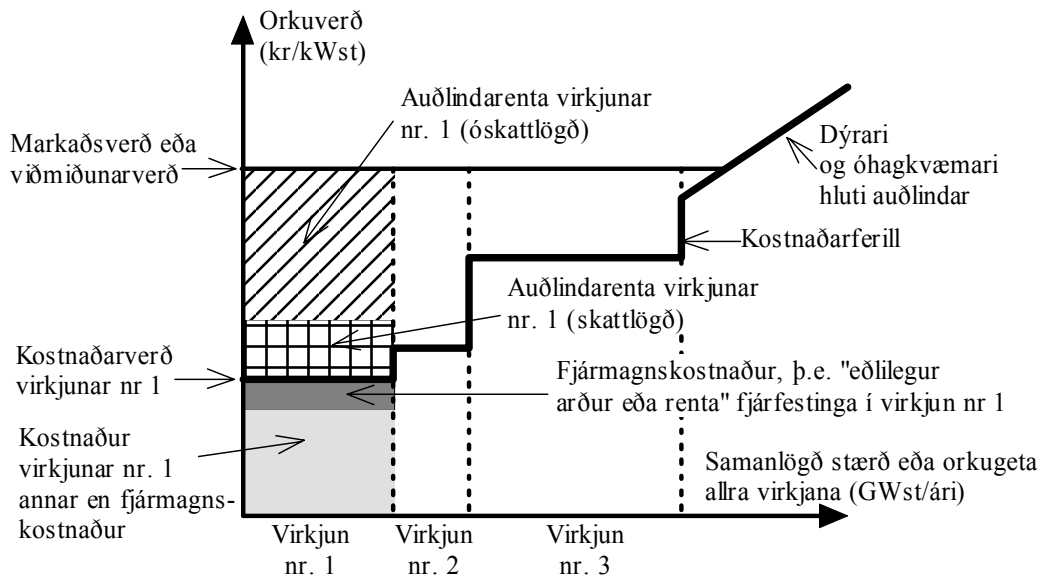 Orkuverð
(kr/kWst)
Auðlindarenta virkjunar
nr. 1 (óskattlögð)
Markaðsverð eða
viðmiðunarverð
Dýrari
og óhagkvæmari
hluti auðlindar
Kostnaðarferill
Auðlindarenta virkjunar
nr. 1 (skattlögð)
Kostnaðarverð
virkjunar nr 1
Fjármagnskostnaður, þ.e. "eðlilegur
arður eða renta" fjárfestinga í virkjun nr 1
Kostnaður
virkjunar nr. 1
annar en fjármagns-
kostnaður
Samanlögð stærð eða orkugeta
allra virkjana (GWst/ári)
Virkjun
nr. 1
Virkjun
nr. 2
Virkjun
nr. 3